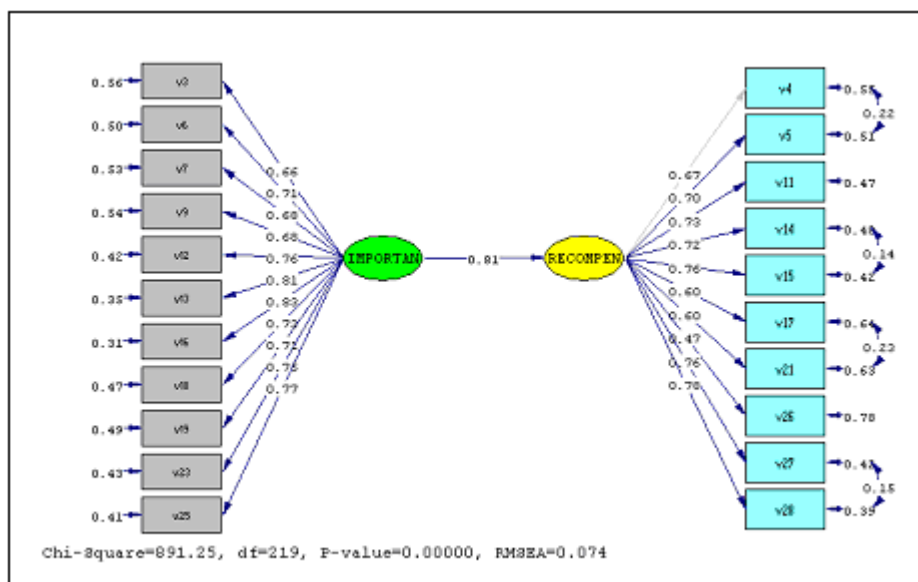 0.56 v3
0.50 v6
0.53 v7
0.54 v9
0.42 v12
0.35 v13
0.31 v16
0.47 v18
0.49 v19
0.43 v23
0.41 v25
0.66
0.71
0.68
0.68
0.76
0.81
0.83
0.73
0.71
0.75
0.77
IMPORTAN
0.81
RECOMPEN
0.67
0.70
0.73
0.72
0.76
0.60
0.60
0.47
0.76
0.78
v4 0.55
v5 0.51
v11 0.47
v14 0.48
v15 0.42
v17 0.64
v21 0.63
v26 0.78
v27 0.42
v28 0.39
0.22
0.14
0.23
0.15
Chi-Square=891.25, df=219, P-value=0.00000, RMSEA=0.074